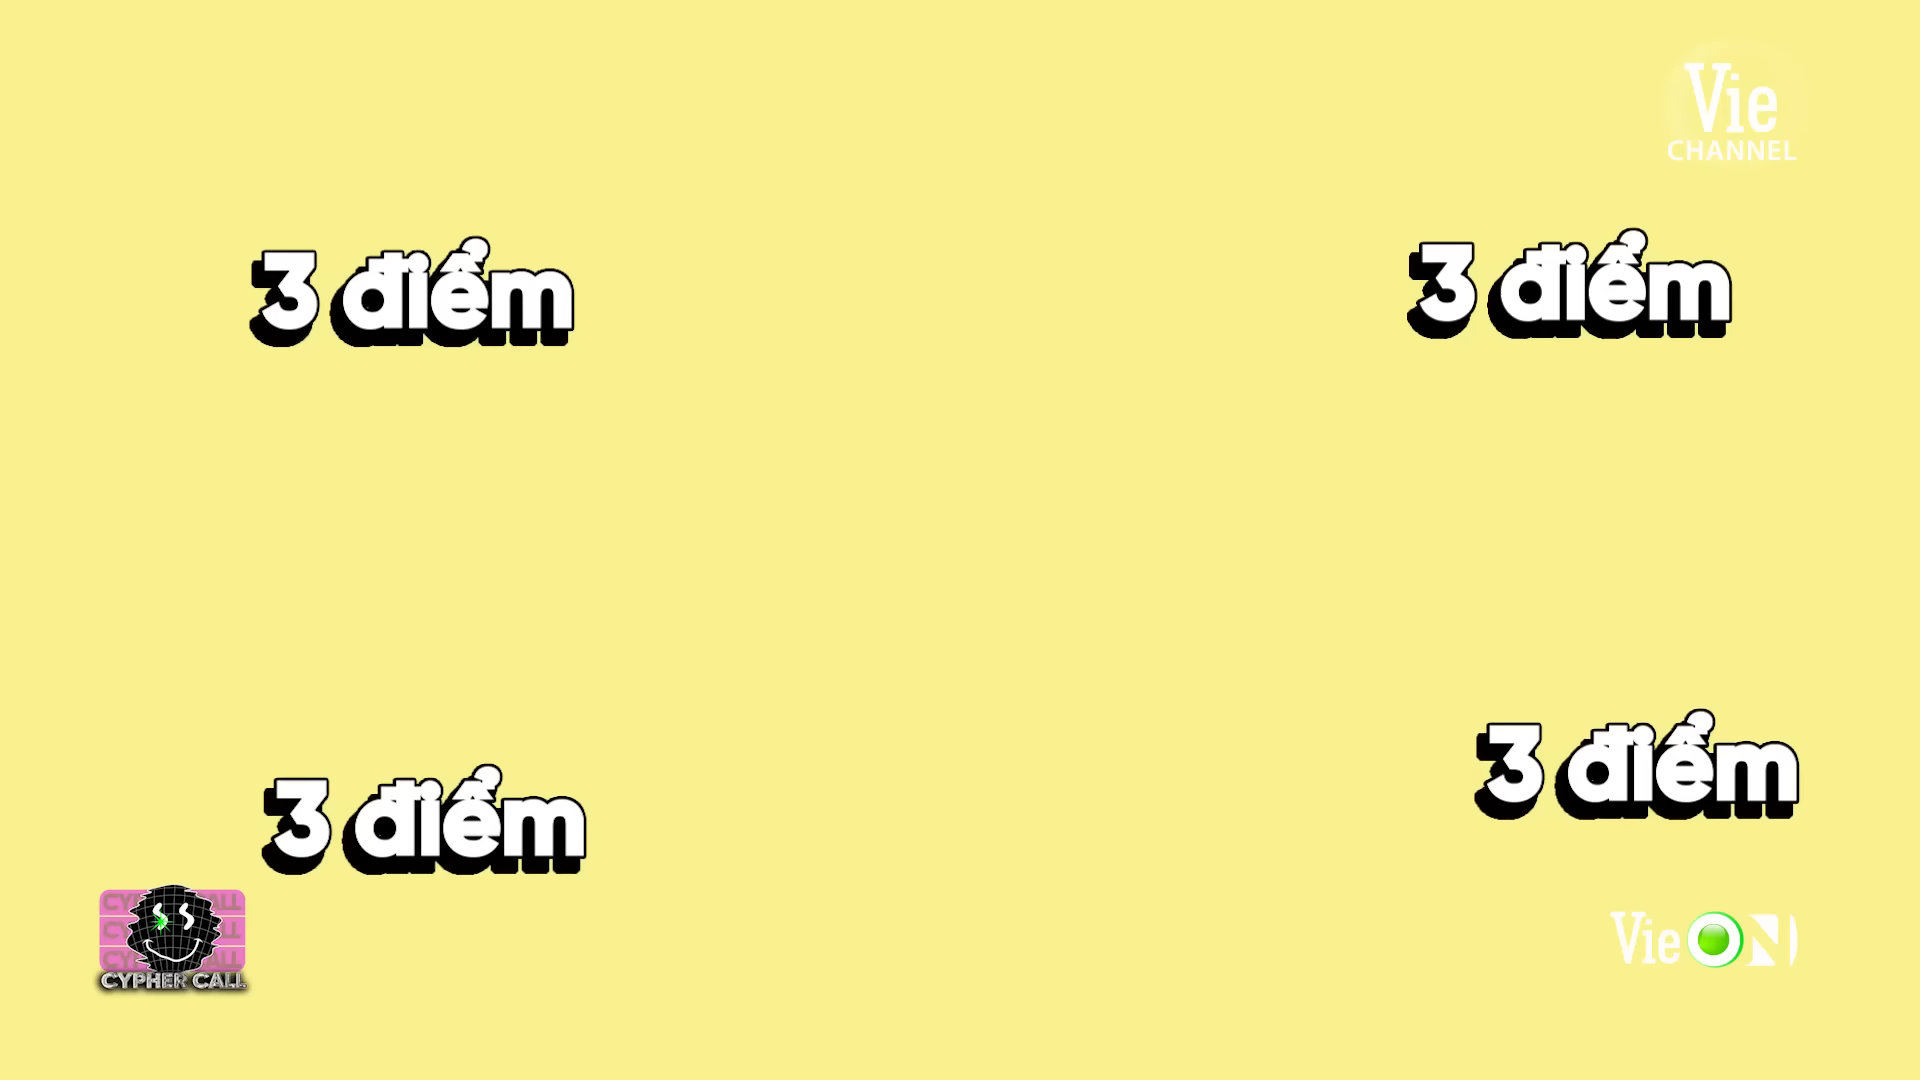 Vie
CHANNEL
3 điểm
3 điểm
3 điểm
3 điểm
CYPHER CALL
VieON